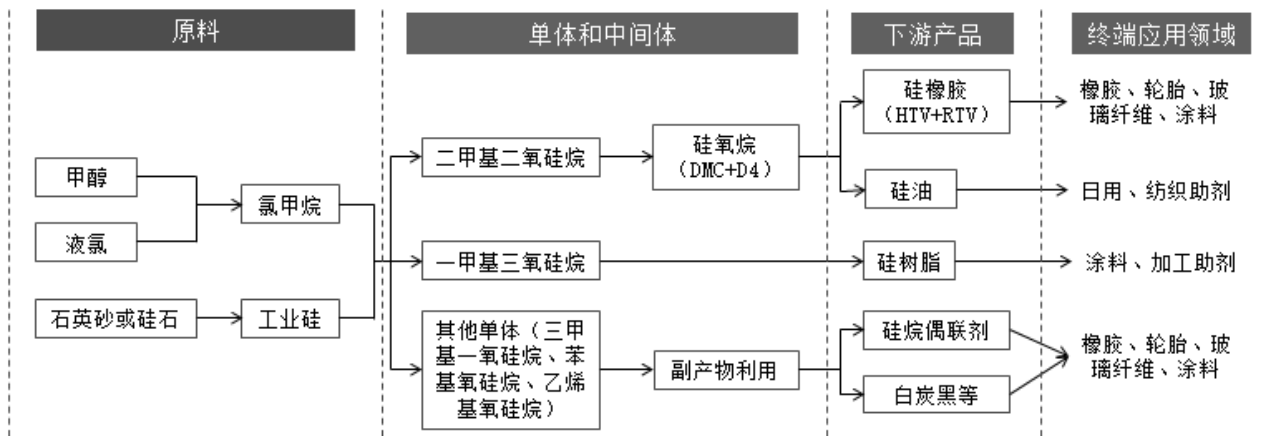 原料
单体和中间体
下游产品
终端应用领域
甲醇
液氯
石英砂或硅石
氯甲烷
工业硅
二甲基二氧硅烷
一甲基三氧硅烷
其他单体（三甲
基一氧硅烷、苯
基氧硅烷、乙烯
基氧硅烷）
硅氧烷
（DMC+D4）
副产物利用
硅橡胶
（HTV+RTV）
硅油
硅树脂
硅烷偶联剂
白炭黑等
橡胶、轮胎、玻
璃纤维、涂料
日用、纺织助剂
涂料、加工助剂
橡胶、轮胎、玻
璃纤维、涂料